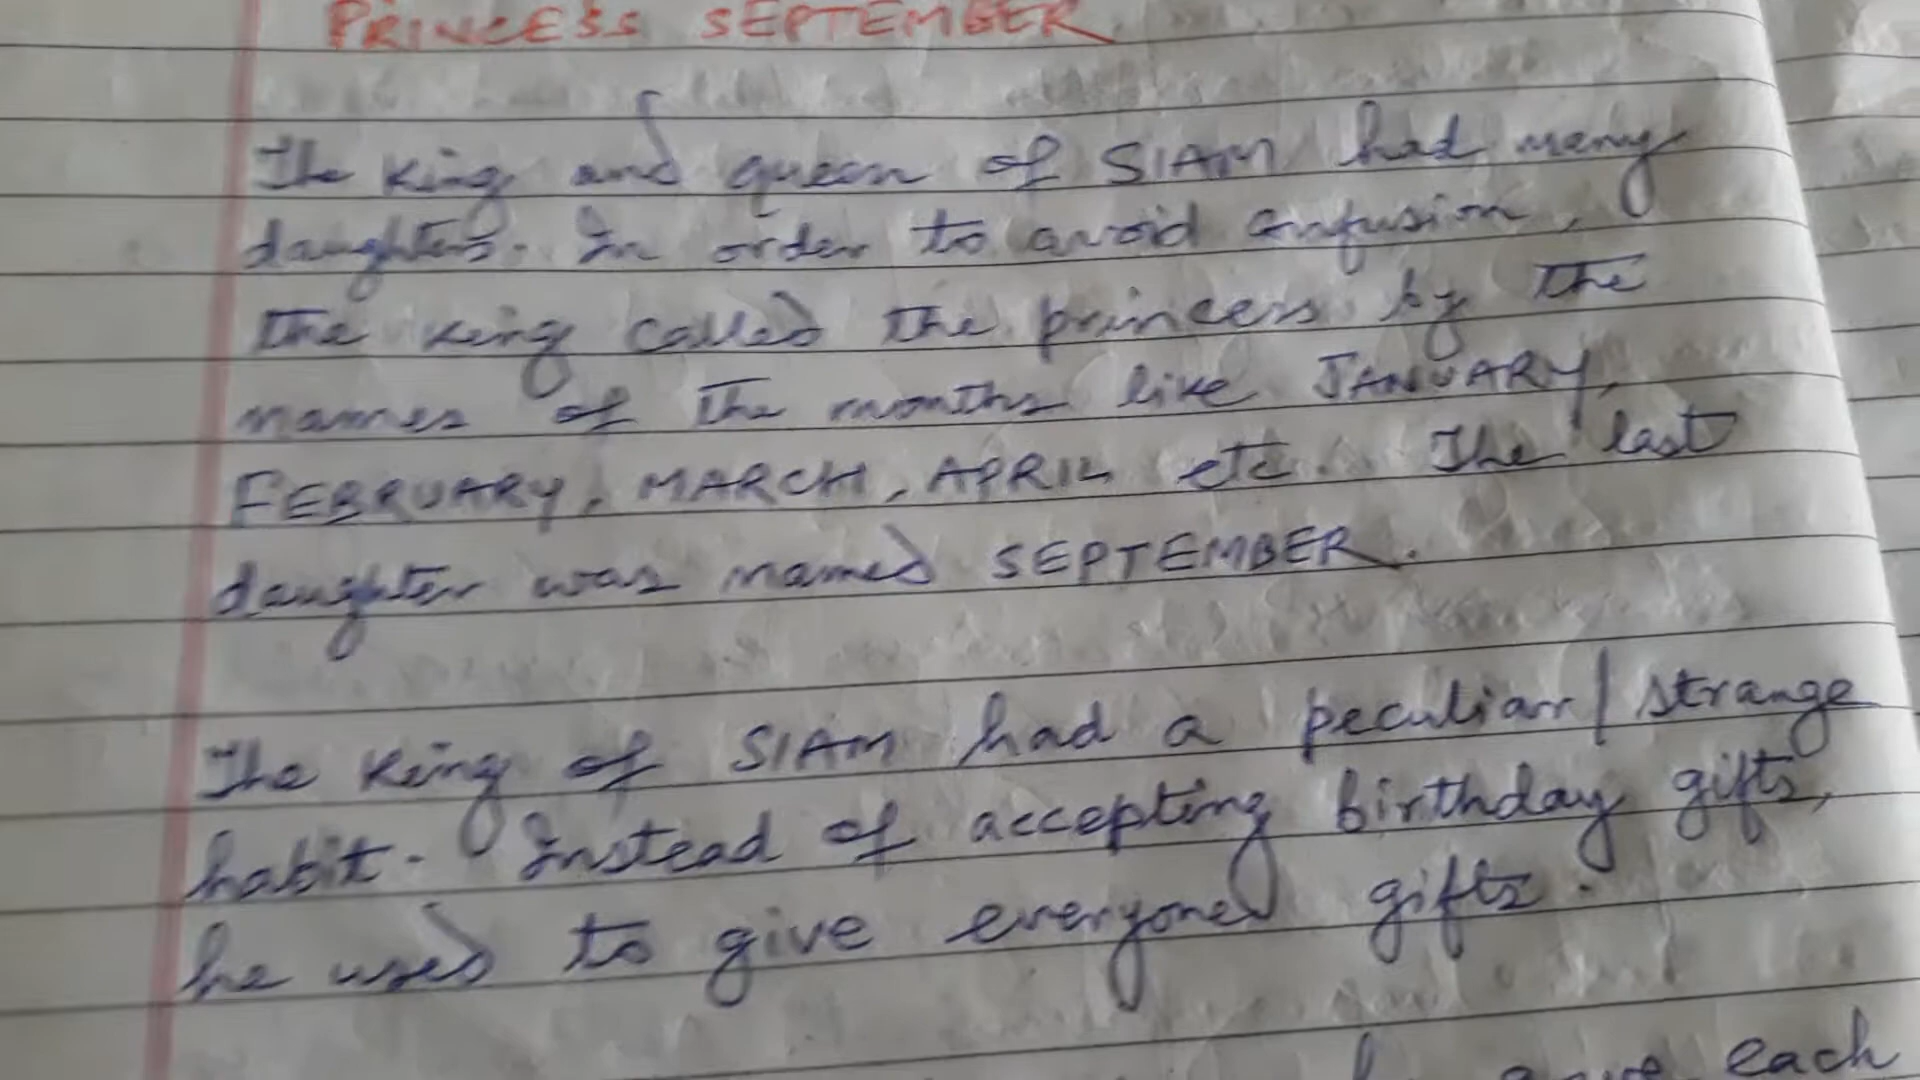 PRINCESS SEPTEMBER.
The King and queen of SIAM had many
daughters. In order to avoid confusion,
the king called the princess by the
names of the months like JANUARY,
FEBRUARY, MARCH, APRIL etc. The last
daughter was named SEPTEMBER.
The King of SIAM had a peculiar/strange
habit. Instead of accepting birthday gifts,
he used to give everyone gifts.
gave each